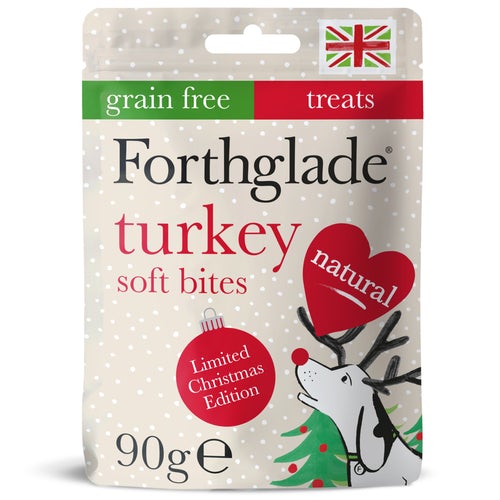 grain free treats
Forthglade®
turkey
soft bites
natural
Limited
Christmas
Edition
90g℮
F